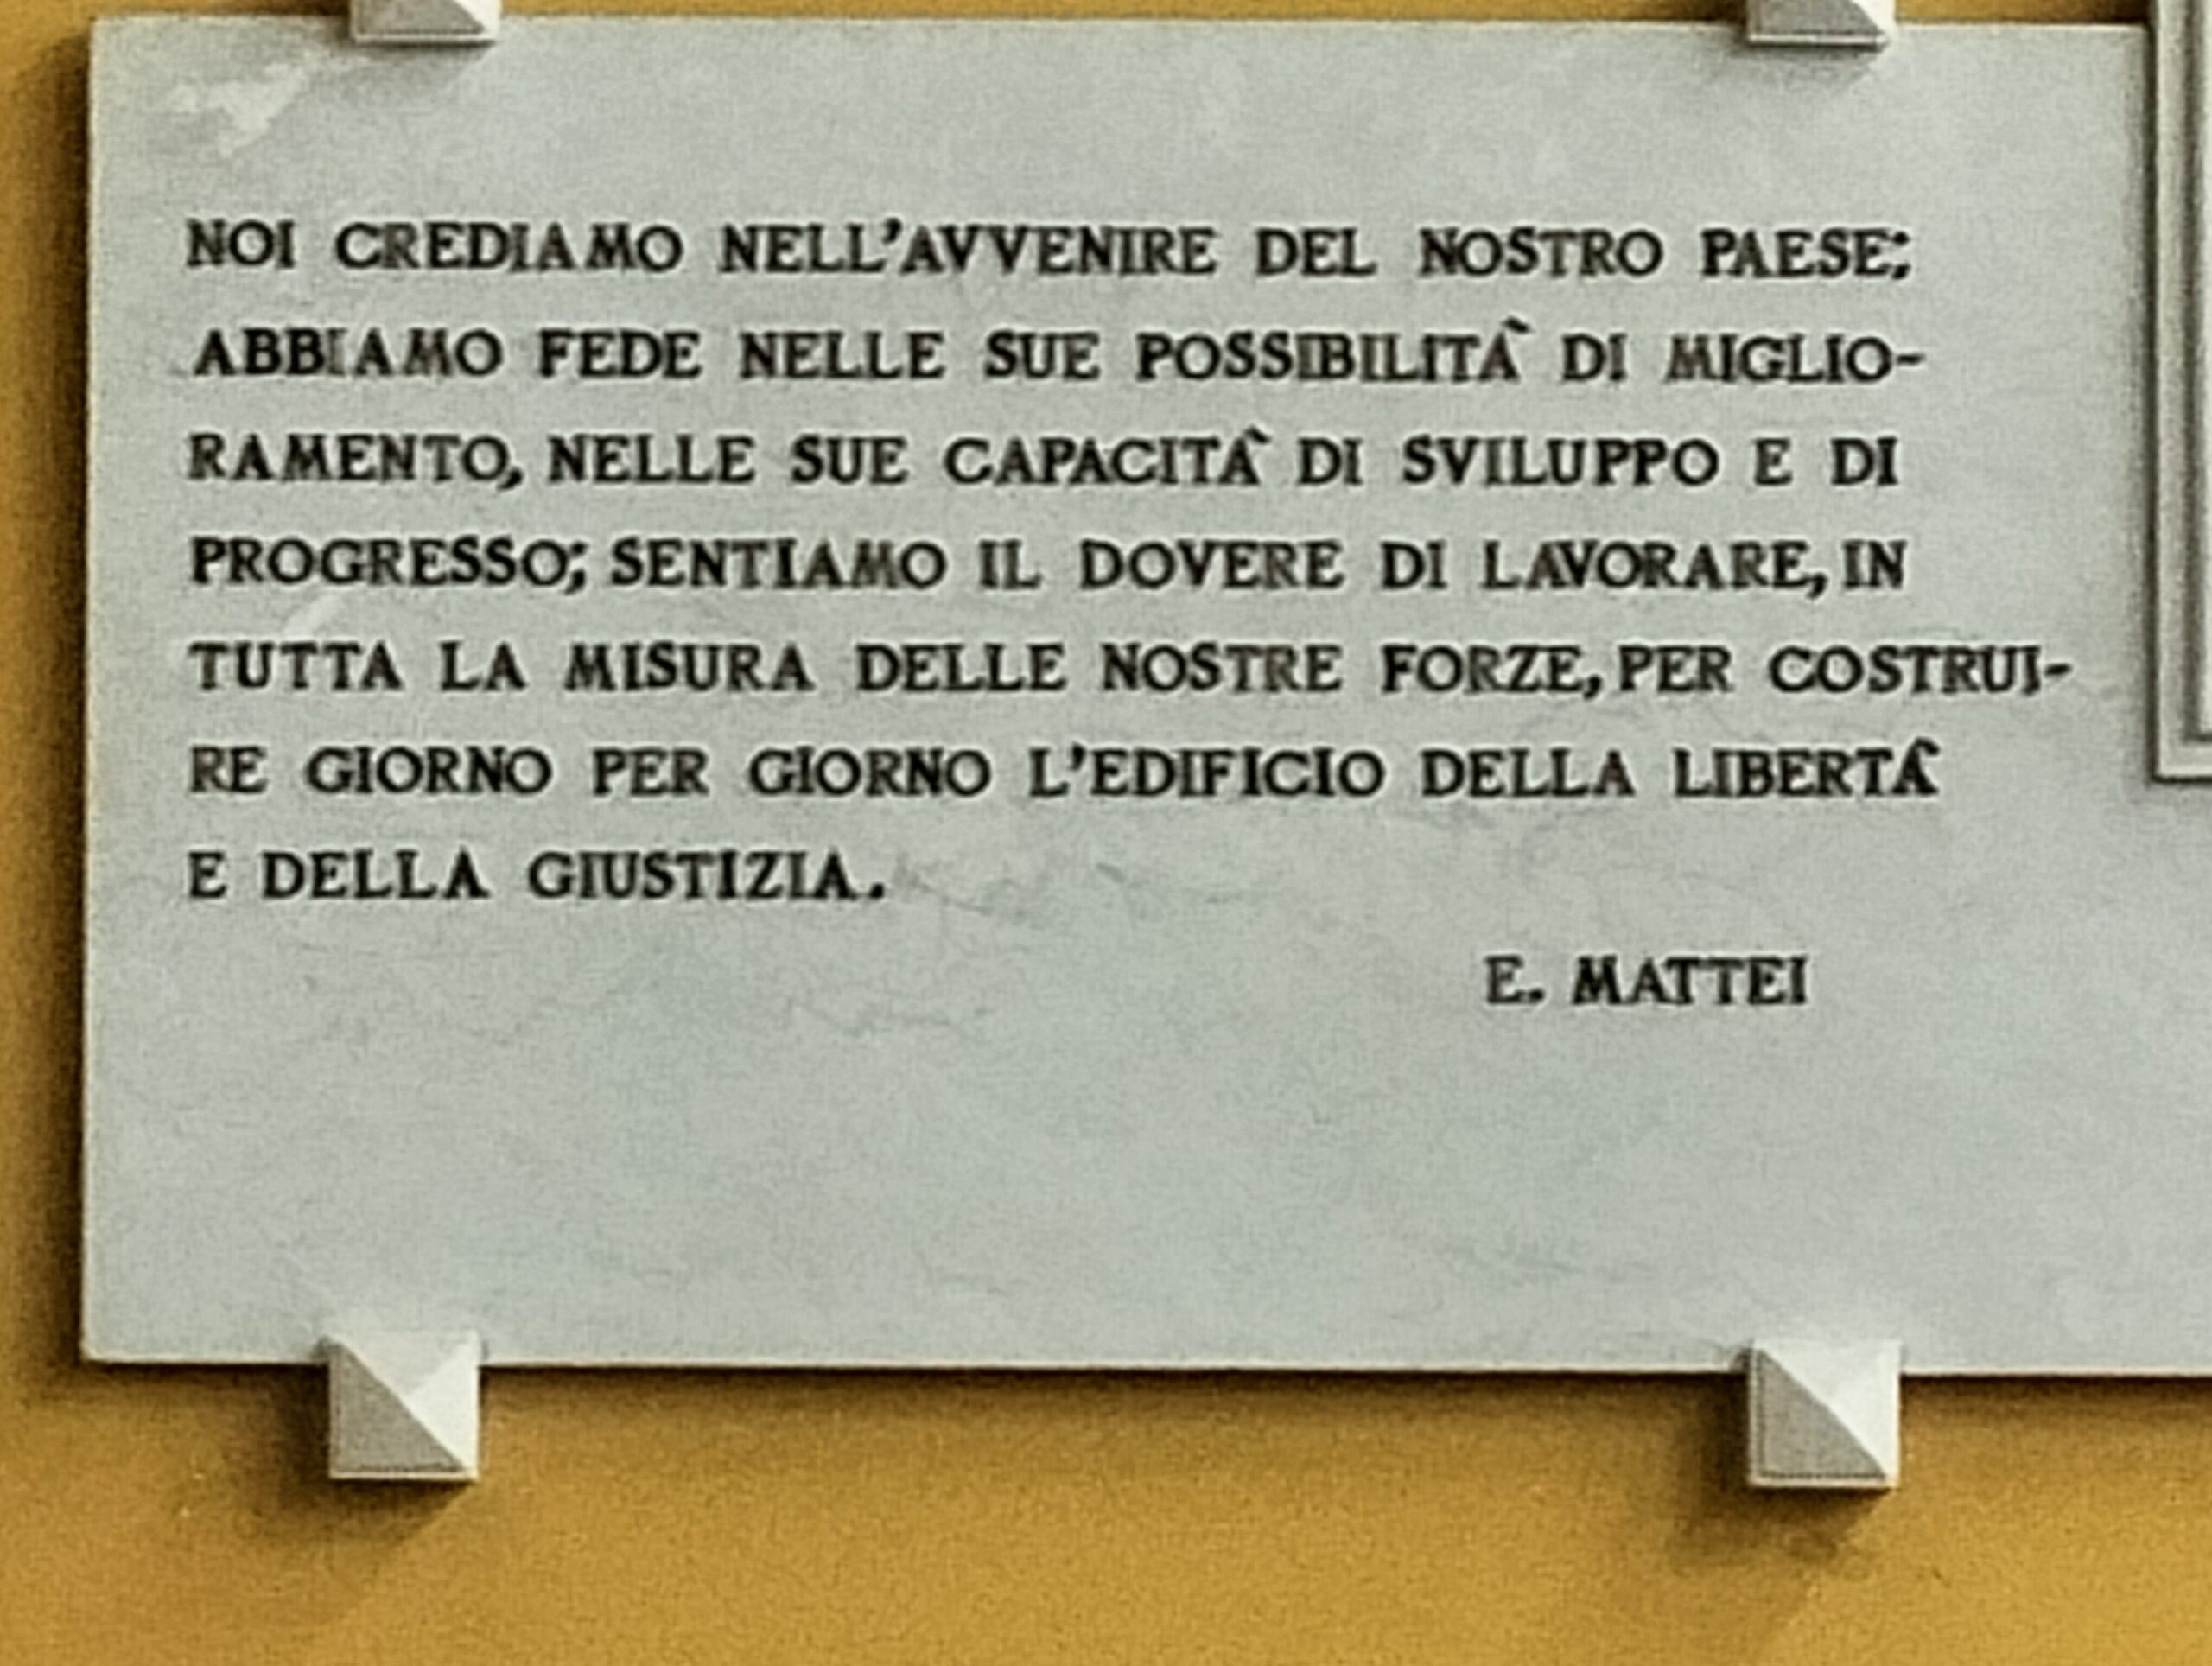 NOI CREDIAMO NELL'AVVENIRE DEL NOSTRO PAESE;
ABBIAMO FEDE NELLE SUE POSSIBILITÀ DI MIGLIO-
RAMENTO, NELLE SUE CAPACITÀ DI SVILUPPO E DI
PROGRESSO; SENTIAMO IL DOVERE DI LAVORARE, IN
TUTTA LA MISURA DELLE NOSTRE FORZE, PER COSTRUI-
RE GIORNO PER GIORNO L'EDIFICIO DELLA LIBERTÀ
E DELLA GIUSTIZIA.
E. MATTEI